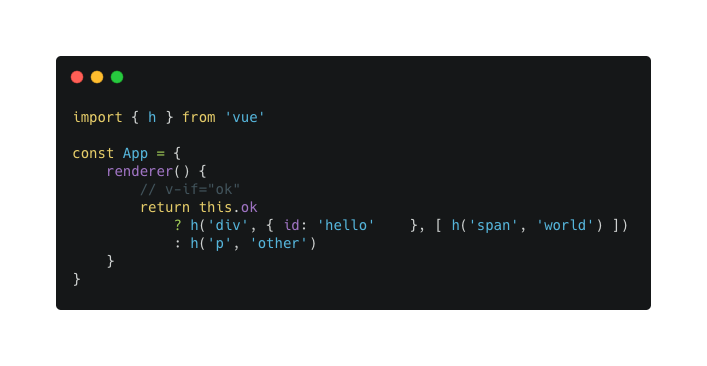 import { h } from 'vue'

const App = {
    renderer() {
        // v-if="ok"
        return this.ok
            ? h('div', { id: 'hello'    }, [ h('span', 'world') ])
            : h('p', 'other')
    }
}